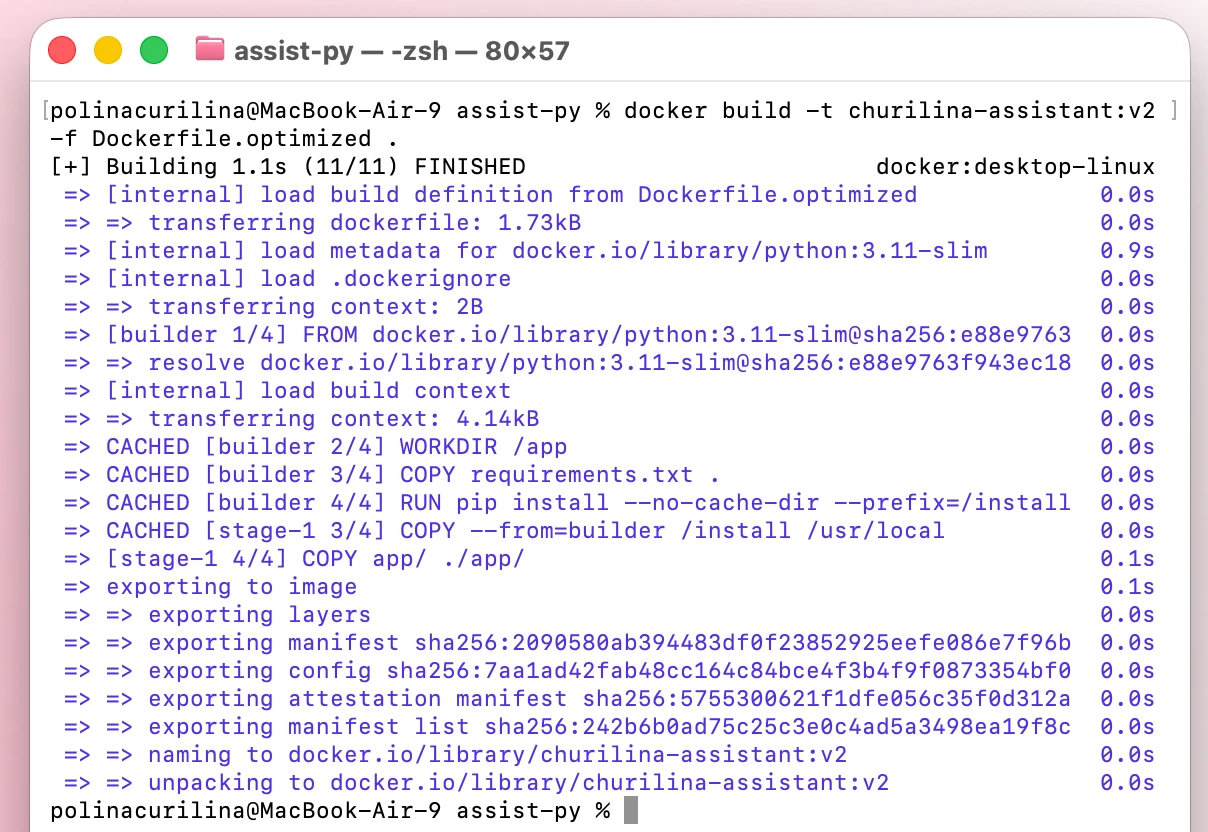 assist-py — -zsh — 80×57
[polinacurilina@MacBook-Air-9 assist-py % docker build -t churilina-assistant:v2 ]
-f Dockerfile.optimized .
[+] Building 1.1s (11/11) FINISHED docker:desktop-linux
=> [internal] load build definition from Dockerfile.optimized 0.0s
=> => transferring dockerfile: 1.73kB 0.0s
=> [internal] load metadata for docker.io/library/python:3.11-slim 0.9s
=> [internal] load .dockerignore 0.0s
=> => transferring context: 2B 0.0s
=> [builder 1/4] FROM docker.io/library/python:3.11-slim@sha256:e88e9763 0.0s
=> => resolve docker.io/library/python:3.11-slim@sha256:e88e9763f943ec18 0.0s
=> [internal] load build context 0.0s
=> => transferring context: 4.14kB 0.0s
=> CACHED [builder 2/4] WORKDIR /app 0.0s
=> CACHED [builder 3/4] COPY requirements.txt . 0.0s
=> CACHED [builder 4/4] RUN pip install --no-cache-dir --prefix=/install 0.0s
=> CACHED [stage-1 3/4] COPY --from=builder /install /usr/local 0.0s
=> [stage-1 4/4] COPY app/ ./app/ 0.1s
=> exporting to image 0.1s
=> => exporting layers 0.0s
=> => exporting manifest sha256:2090580ab394483df0f23852925eefe086e7f96b 0.0s
=> => exporting config sha256:7aa1ad42fab48cc164c84bce4f3b4f9f0873354bf0 0.0s
=> => exporting attestation manifest sha256:5755300621f1dfe056c35f0d312a 0.0s
=> => exporting manifest list sha256:242b6b0ad75c25c3e0c4ad5a3498ea19f8c 0.0s
=> => naming to docker.io/library/churilina-assistant:v2 0.0s
=> => unpacking to docker.io/library/churilina-assistant:v2 0.0s
polinacurilina@MacBook-Air-9 assist-py %